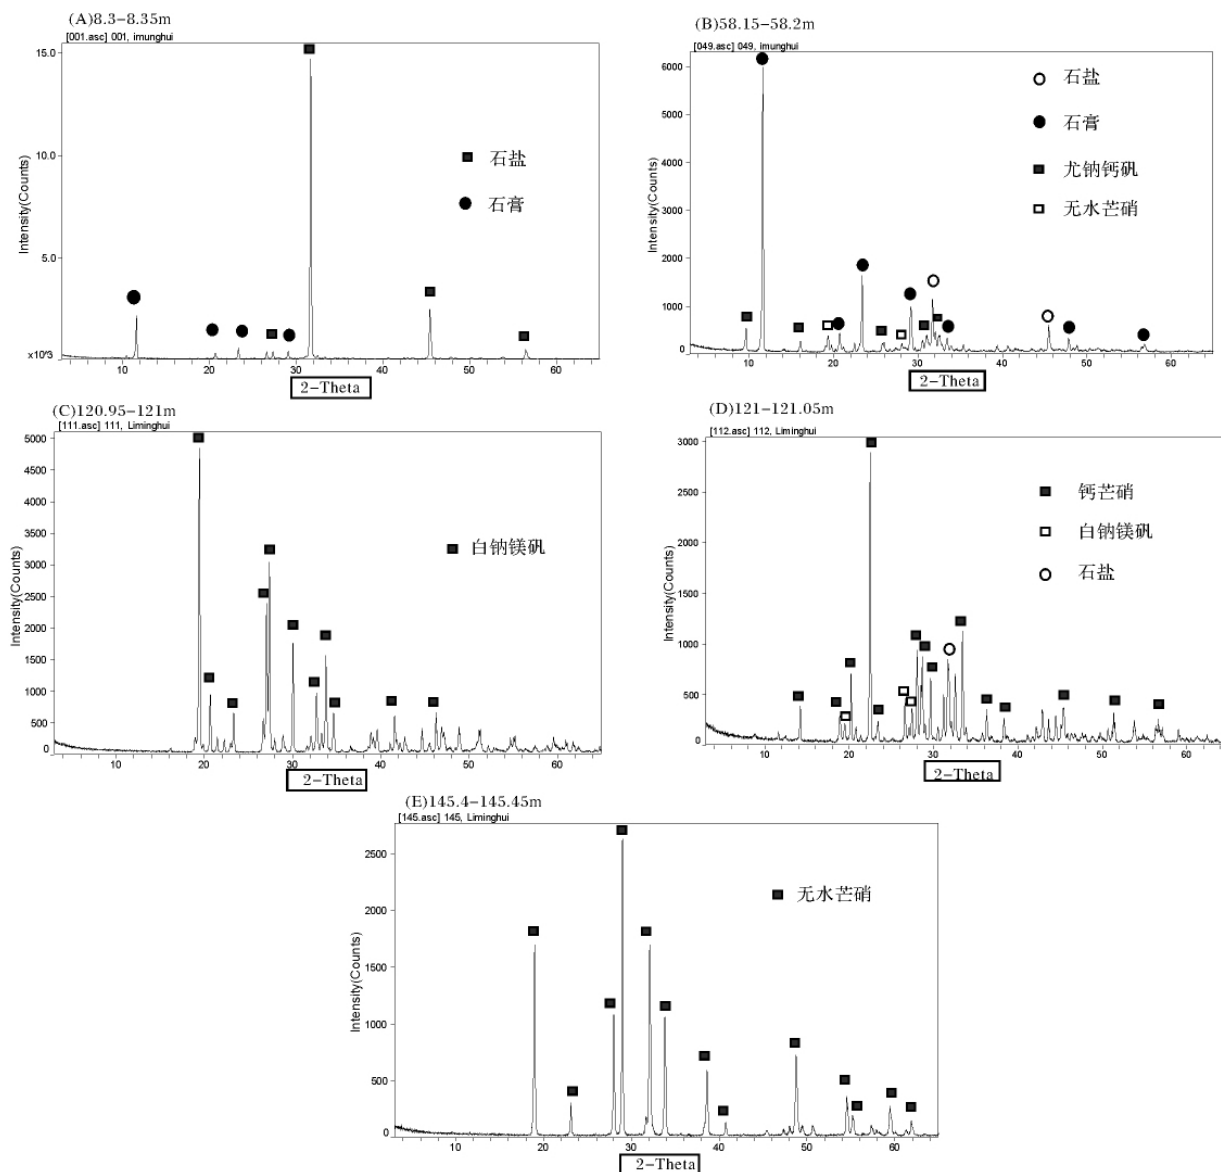 (A)8.3-8.35m
[001.asc] 001, imunghui
15.0
10.0
5.0
x10^3
Intensity(Counts)
石盐
石膏
10 20 30 40 50 60
2-Theta
(B)58.15-58.2m
[049.asc] 049, imunghui
6000
5000
4000
3000
2000
1000
0
Intensity(Counts)
石盐
石膏
尤钠钙矾
无水芒硝
10 20 30 40 50 60
2-Theta
(C)120.95-121m
[111.asc] 111, Liminghui
5000
4500
4000
3500
3000
2500
2000
1500
1000
500
0
Intensity(Counts)
白钠镁矾
10 20 30 40 50 60
2-Theta
(D)121-121.05m
[112.asc] 112, Liminghui
3000
2500
2000
1500
1000
500
0
Intensity(Counts)
钙芒硝
白钠镁矾
石盐
10 20 30 40 50 60
2-Theta
(E)145.4-145.45m
[145.asc] 145, Liminghui
2500
2000
1500
1000
500
0
Intensity(Counts)
无水芒硝
10 20 30 40 50 60
2-Theta